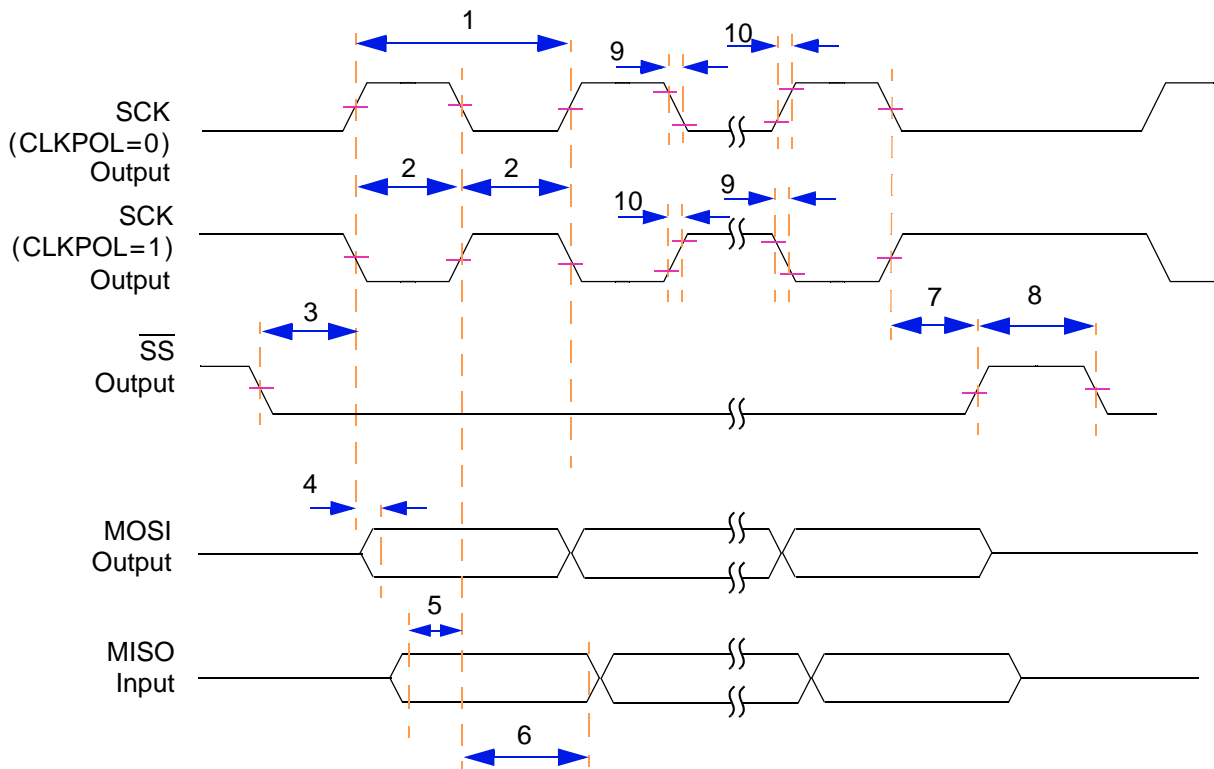 1
9
10
SCK
(CLKPOL=0)
Output
2
2
SCK
(CLKPOL=1)
Output
10
9
3
7
8
SS
Output
4
MOSI
Output
5
MISO
Input
6